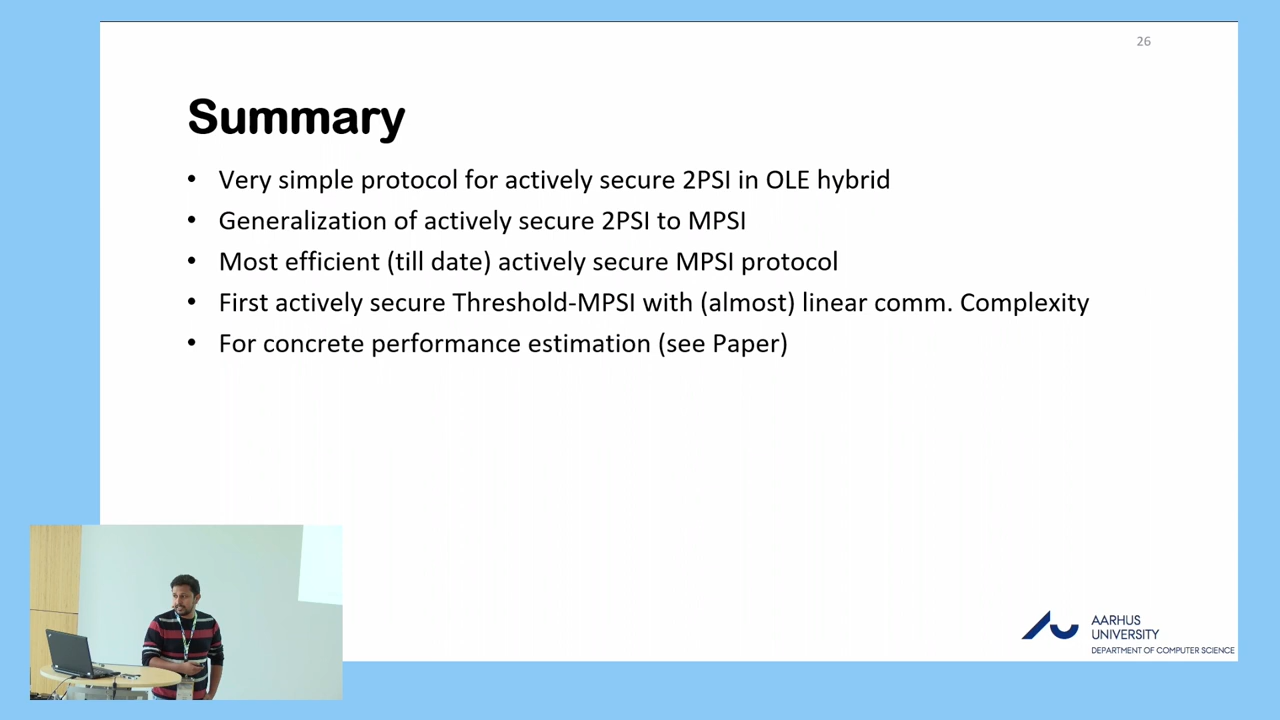 26
Summary
• Very simple protocol for actively secure 2PSI in OLE hybrid
• Generalization of actively secure 2PSI to MPSI
• Most efficient (till date) actively secure MPSI protocol
• First actively secure Threshold-MPSI with (almost) linear comm. Complexity
• For concrete performance estimation (see Paper)
AARHUS
UNIVERSITY
DEPARTMENT OF COMPUTER SCIENCE